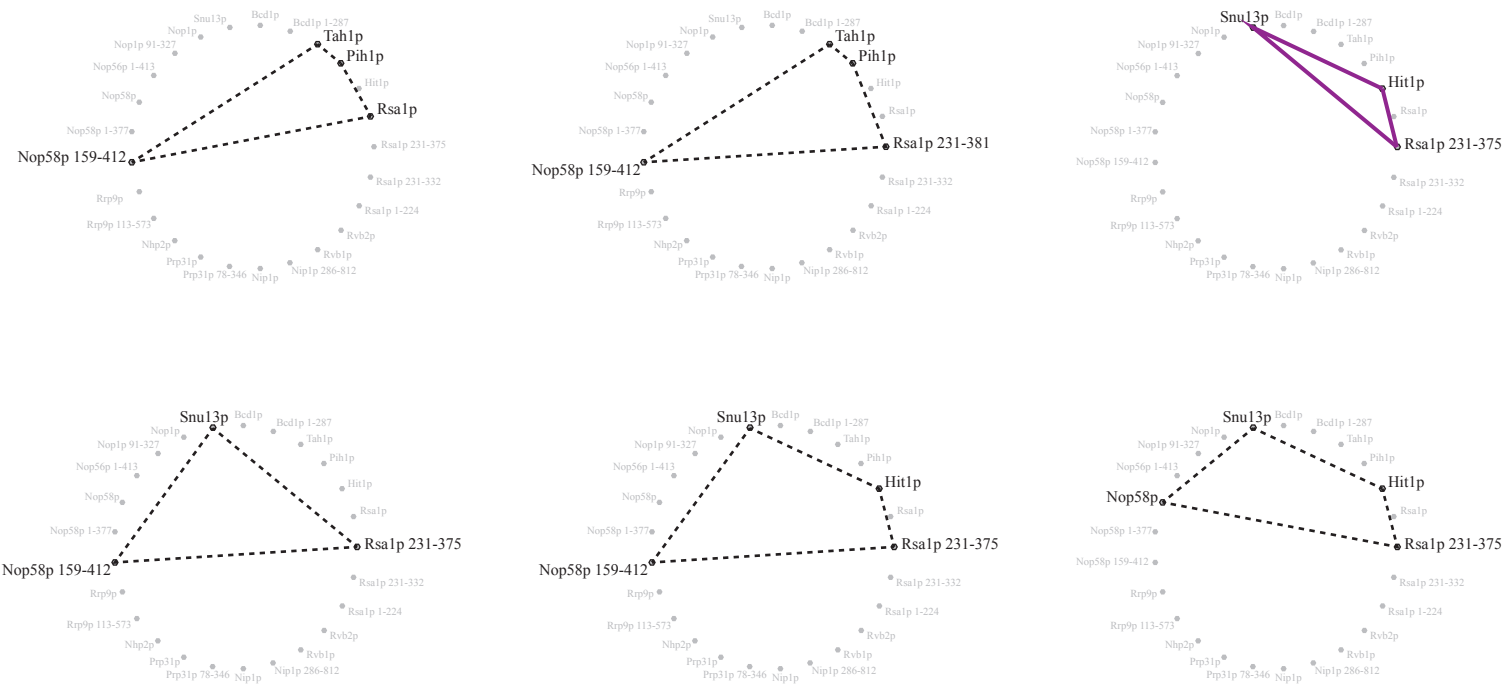 Bcd1p
Snu13p
Bcd1p 1-287
Nop1p
Tah1p
Nop1p 91-327
Pih1p
Nop56p 1-413
Hit1p
Nop58p
Rsa1p
Nop58p 1-377
Rsa1p 231-375
Nop58p 159-412
Rsa1p 231-332
Rrp9p
Rsa1p 1-224
Rrp9p 113-573
Rvb2p
Nhp2p
Rvb1p
Prp31p
Nip1p 286-812
Prp31p 78-346
Nip1p
Bcd1p
Snu13p
Bcd1p 1-287
Nop1p
Tah1p
Nop1p 91-327
Pih1p
Nop56p 1-413
Hit1p
Nop58p
Rsa1p
Nop58p 1-377
Rsa1p 231-381
Nop58p 159-412
Rsa1p 231-332
Rrp9p
Rsa1p 1-224
Rrp9p 113-573
Rvb2p
Nhp2p
Rvb1p
Prp31p
Nip1p 286-812
Prp31p 78-346
Nip1p
Snu13p
Bcd1p
Bcd1p 1-287
Nop1p
Tah1p
Nop1p 91-327
Pih1p
Nop56p 1-413
Hit1p
Nop58p
Rsa1p
Nop58p 1-377
Rsa1p 231-375
Nop58p 159-412
Rsa1p 231-332
Rrp9p
Rsa1p 1-224
Rrp9p 113-573
Rvb2p
Nhp2p
Rvb1p
Prp31p
Nip1p 286-812
Prp31p 78-346
Nip1p
Snu13p
Bcd1p
Bcd1p 1-287
Nop1p
Tah1p
Nop1p 91-327
Pih1p
Nop56p 1-413
Hit1p
Nop58p
Rsa1p
Nop58p 1-377
Rsa1p 231-375
Nop58p 159-412
Rsa1p 231-332
Rrp9p
Rsa1p 1-224
Rrp9p 113-573
Rvb2p
Nhp2p
Rvb1p
Prp31p
Nip1p 286-812
Prp31p 78-346
Nip1p
Snu13p
Bcd1p
Bcd1p 1-287
Nop1p
Tah1p
Nop1p 91-327
Pih1p
Nop56p 1-413
Hit1p
Nop58p
Rsa1p
Nop58p 1-377
Rsa1p 231-375
Nop58p 159-412
Rsa1p 231-332
Rrp9p
Rsa1p 1-224
Rrp9p 113-573
Rvb2p
Nhp2p
Rvb1p
Prp31p
Nip1p 286-812
Prp31p 78-346
Nip1p
Snu13p
Bcd1p
Bcd1p 1-287
Nop1p
Tah1p
Nop1p 91-327
Pih1p
Nop56p 1-413
Hit1p
Nop58p
Rsa1p
Nop58p 1-377
Rsa1p 231-375
Nop58p 159-412
Rsa1p 231-332
Rrp9p
Rsa1p 1-224
Rrp9p 113-573
Rvb2p
Nhp2p
Rvb1p
Prp31p
Nip1p 286-812
Prp31p 78-346
Nip1p